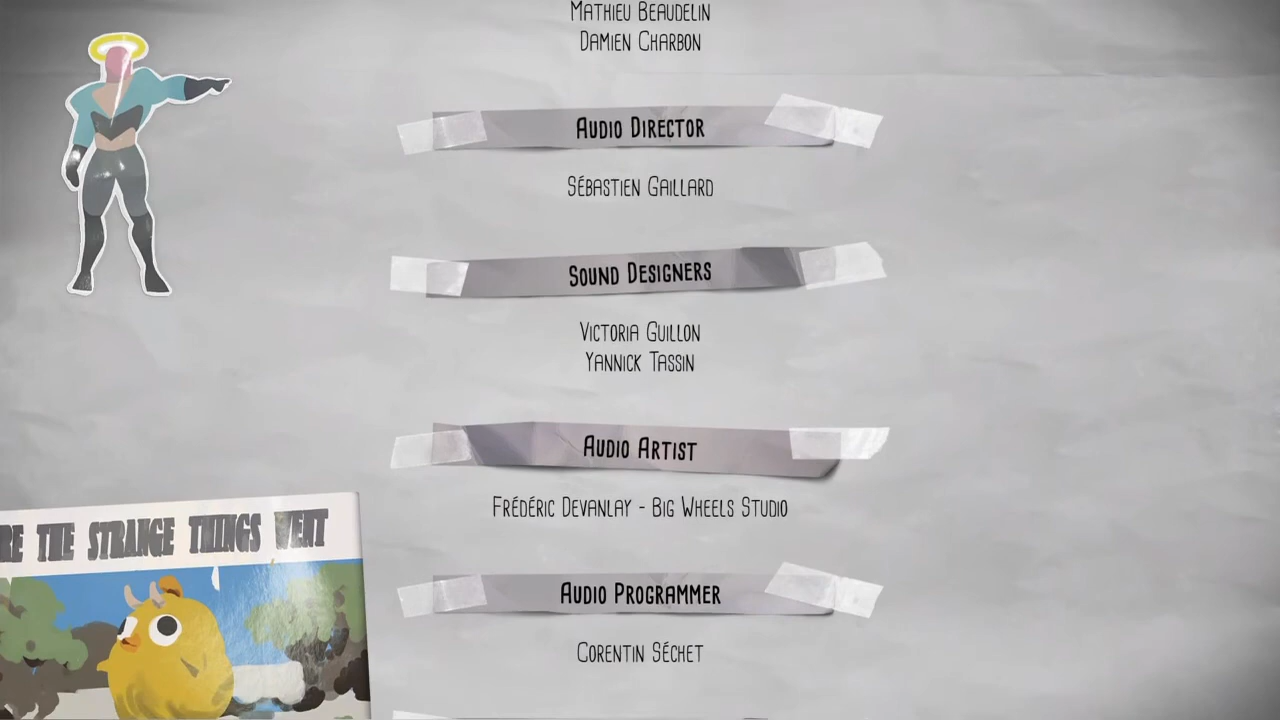 Mathieu Beaudelin
Damien Charbon
Audio Director
Sébastien Gaillard
Sound Designers
Victoria Guillon
Yannick Tassin
Audio Artist
Frédéric Devanlay - Big Wheels Studio
RE THE STRANGE THINGS WENT
Audio Programmer
Corentin Séchet